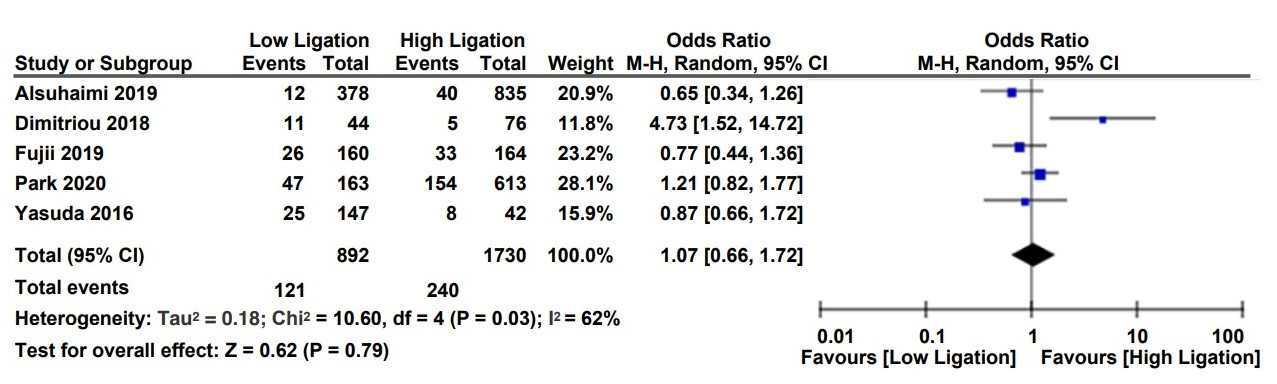 Low Ligation High Ligation Odds Ratio Odds Ratio
Study or Subgroup Events Total Events Total Weight M-H, Random, 95% CI M-H, Random, 95% CI
Alsuhaimi 2019 12 378 40 835 20.9% 0.65 [0.34, 1.26]
Dimitriou 2018 11 44 5 76 11.8% 4.73 [1.52, 14.72]
Fujii 2019 26 160 33 164 23.2% 0.77 [0.44, 1.36]
Park 2020 47 163 154 613 28.1% 1.21 [0.82, 1.77]
Yasuda 2016 25 147 8 42 15.9% 0.87 [0.66, 1.72]
Total (95% CI) 892 1730 100.0% 1.07 [0.66, 1.72]
Total events 121 240
Heterogeneity: Tau² = 0.18; Chi² = 10.60, df = 4 (P = 0.03); I² = 62%
Test for overall effect: Z = 0.62 (P = 0.79)
0.01 0.1 1 10 100
Favours [Low Ligation] Favours [High Ligation]